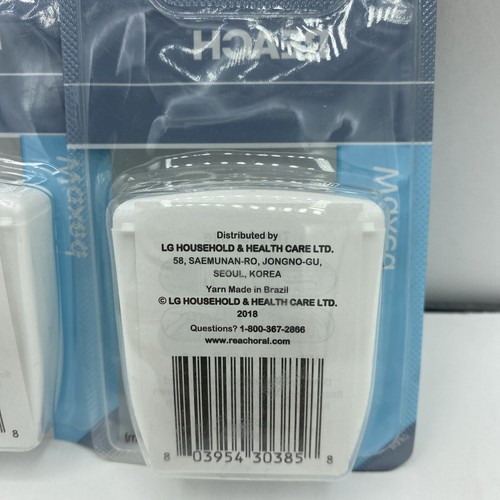 REACH
Waxed
Waxed
Distributed by
LG HOUSEHOLD & HEALTH CARE LTD.
58, SAEMUNAN-RO, JONGNO-GU,
SEOUL, KOREA
Yarn Made in Brazil
© LG HOUSEHOLD & HEALTH CARE LTD.
2018
Questions? 1-800-367-2866
www.reachoral.com
8 03954 30385 8
8